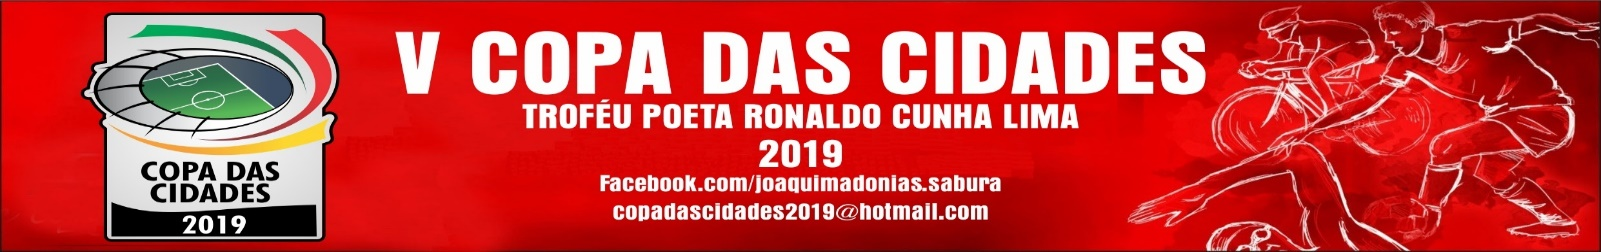 COPA DAS
CIDADES
2019
V COPA DAS CIDADES
TROFÉU POETA RONALDO CUNHA LIMA
2019
Facebook.com/joaquimadonias.sabura
copadascidades2019@hotmail.com